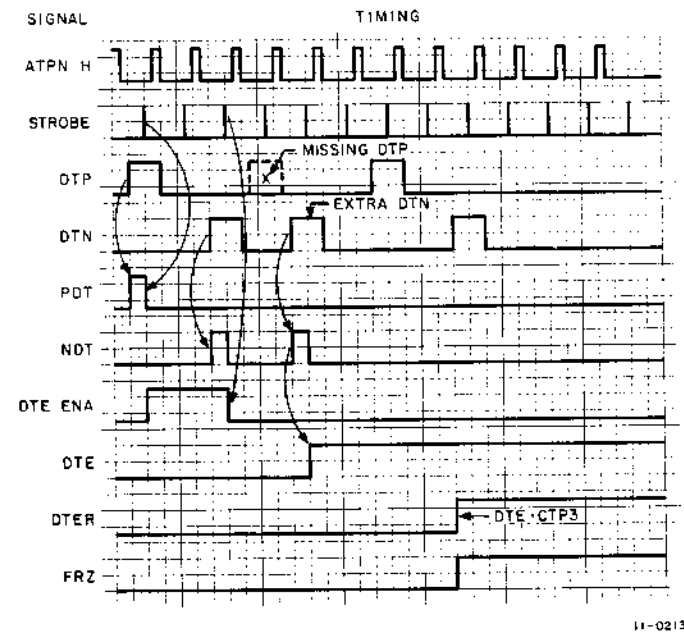 SIGNAL TIMING
ATPN H
STROBE
MISSING DTP
DTP
X
EXTRA DTN
DTN
PDT
NDT
DTE ENA
DTE
DTER
DTE·CTP3
FRZ
11-0213